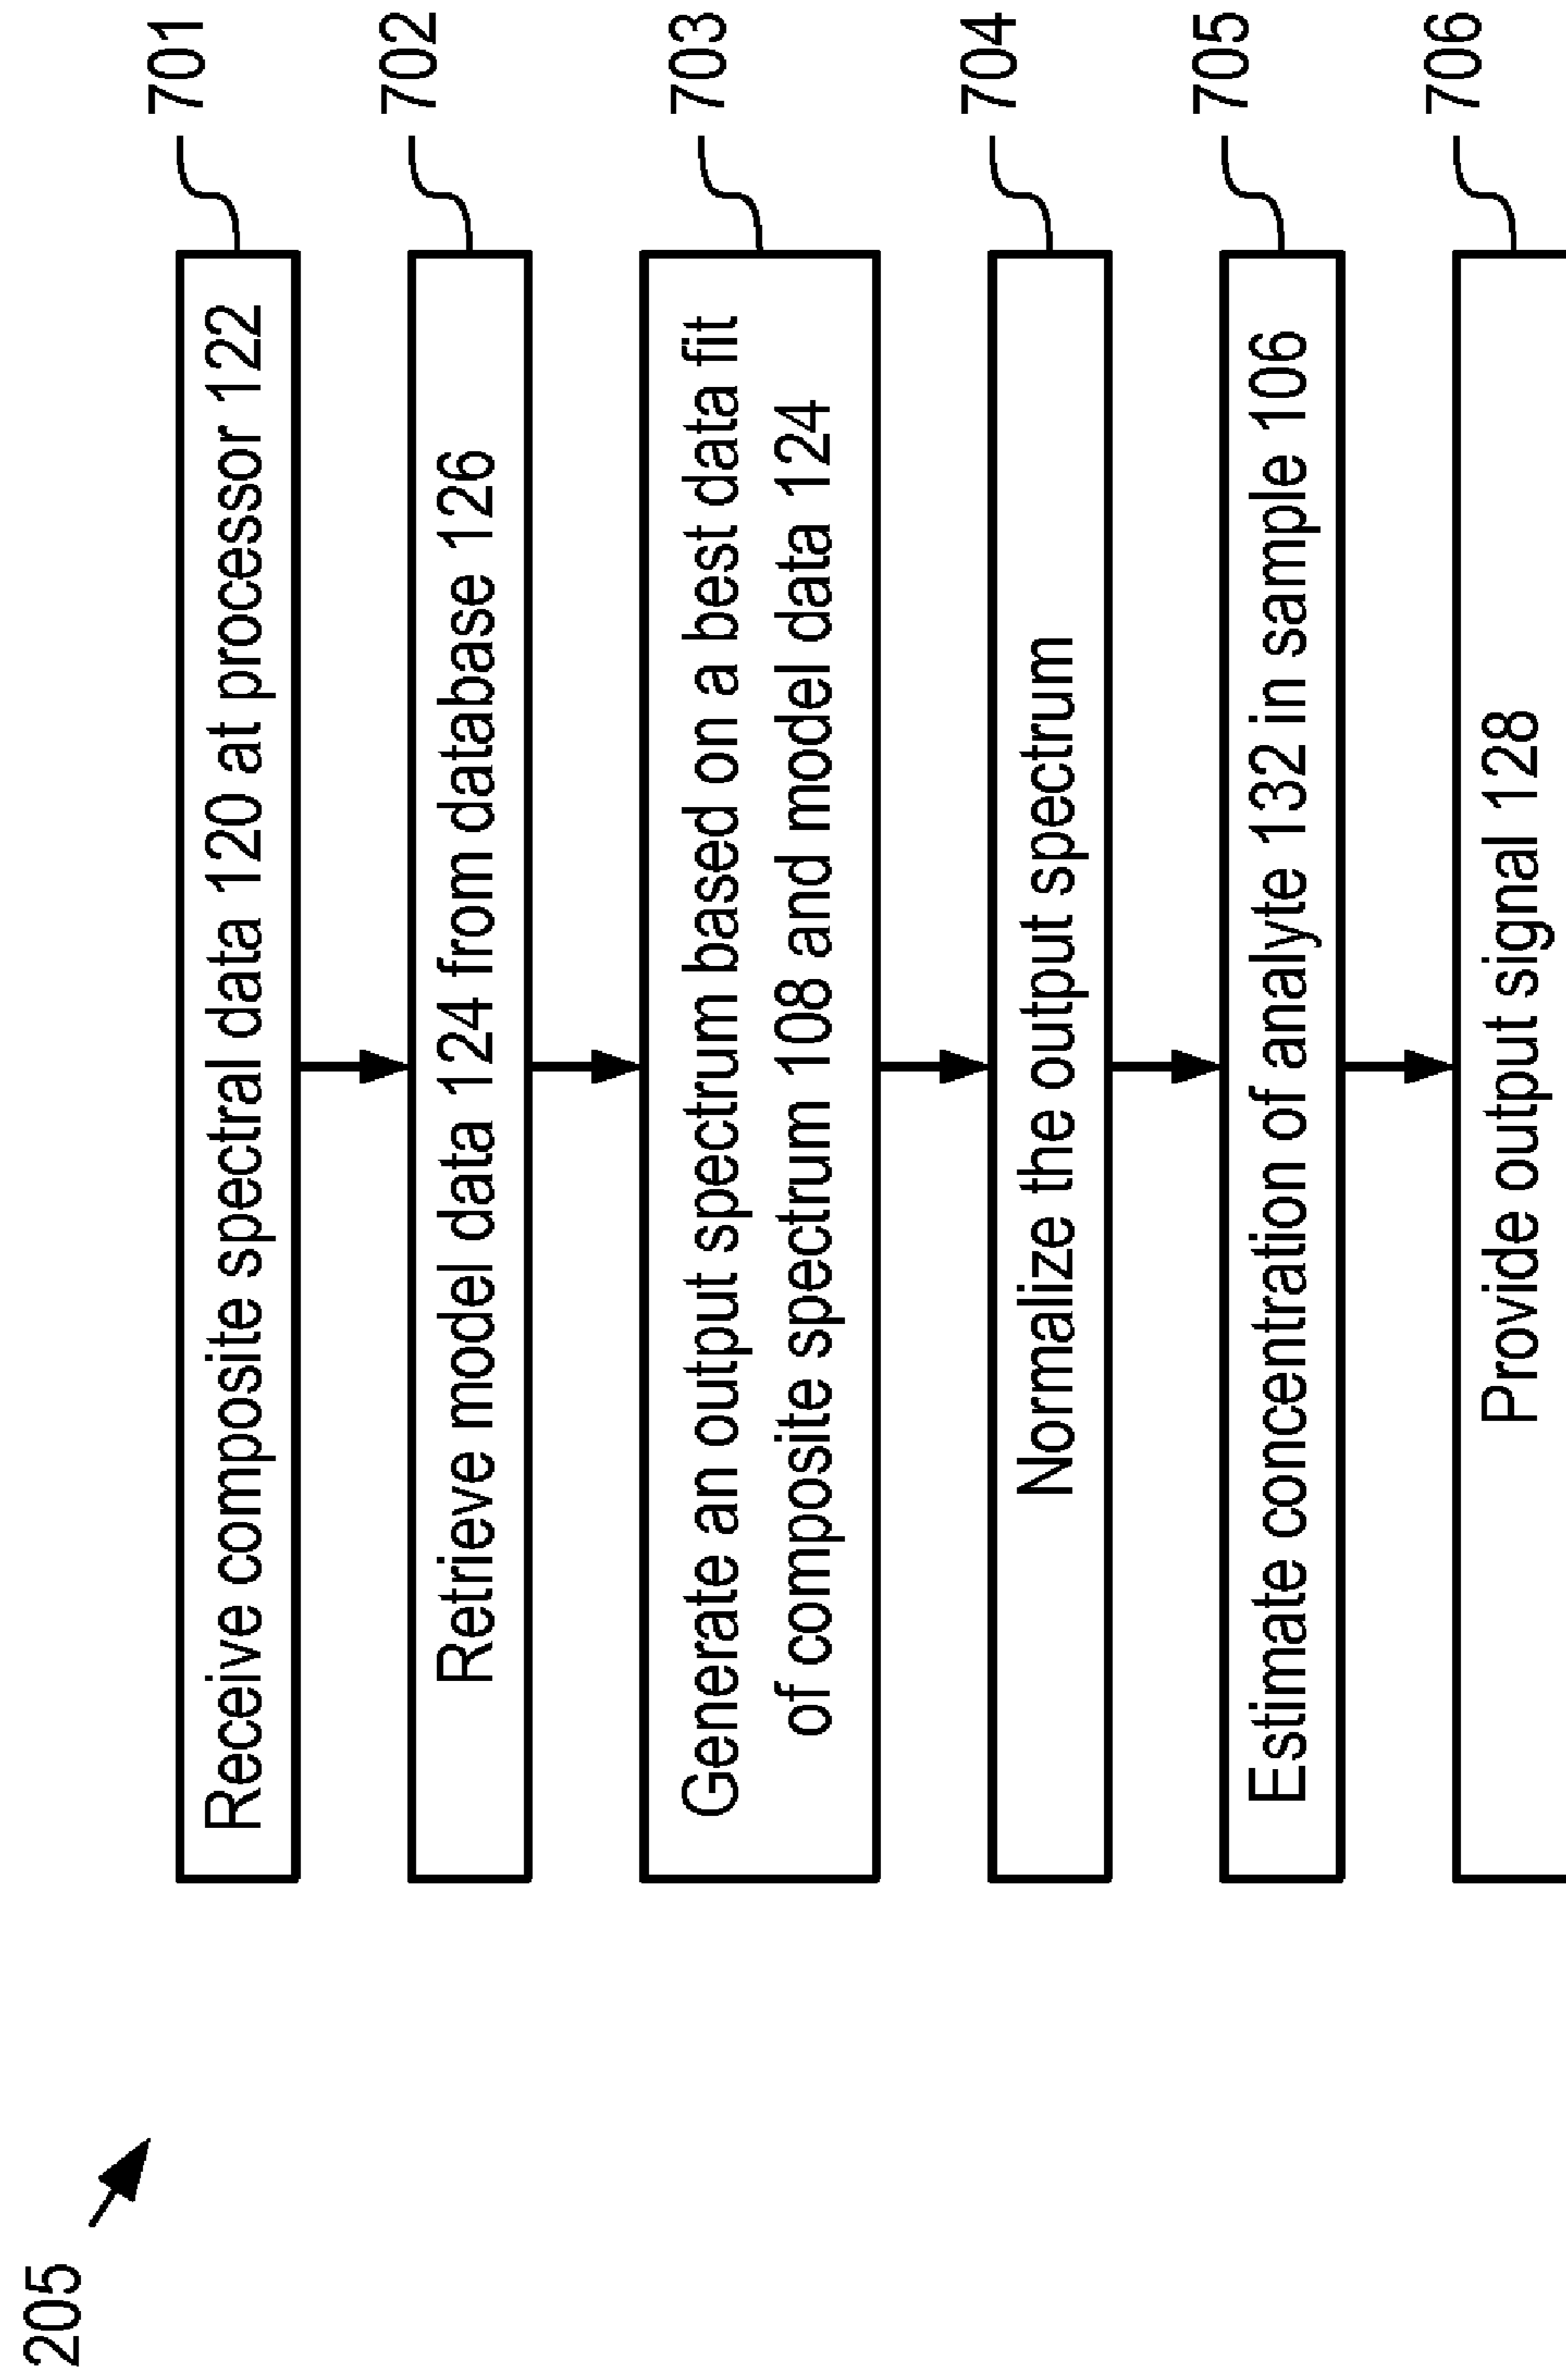 205
Receive composite spectral data 120 at processor 122
701
Retrieve model data 124 from database 126
702
Generate an output spectrum based on a best data fit
of composite spectrum 108 and model data 124
703
Normalize the output spectrum
704
Estimate concentration of analyte 132 in sample 106
705
Provide output signal 128
706